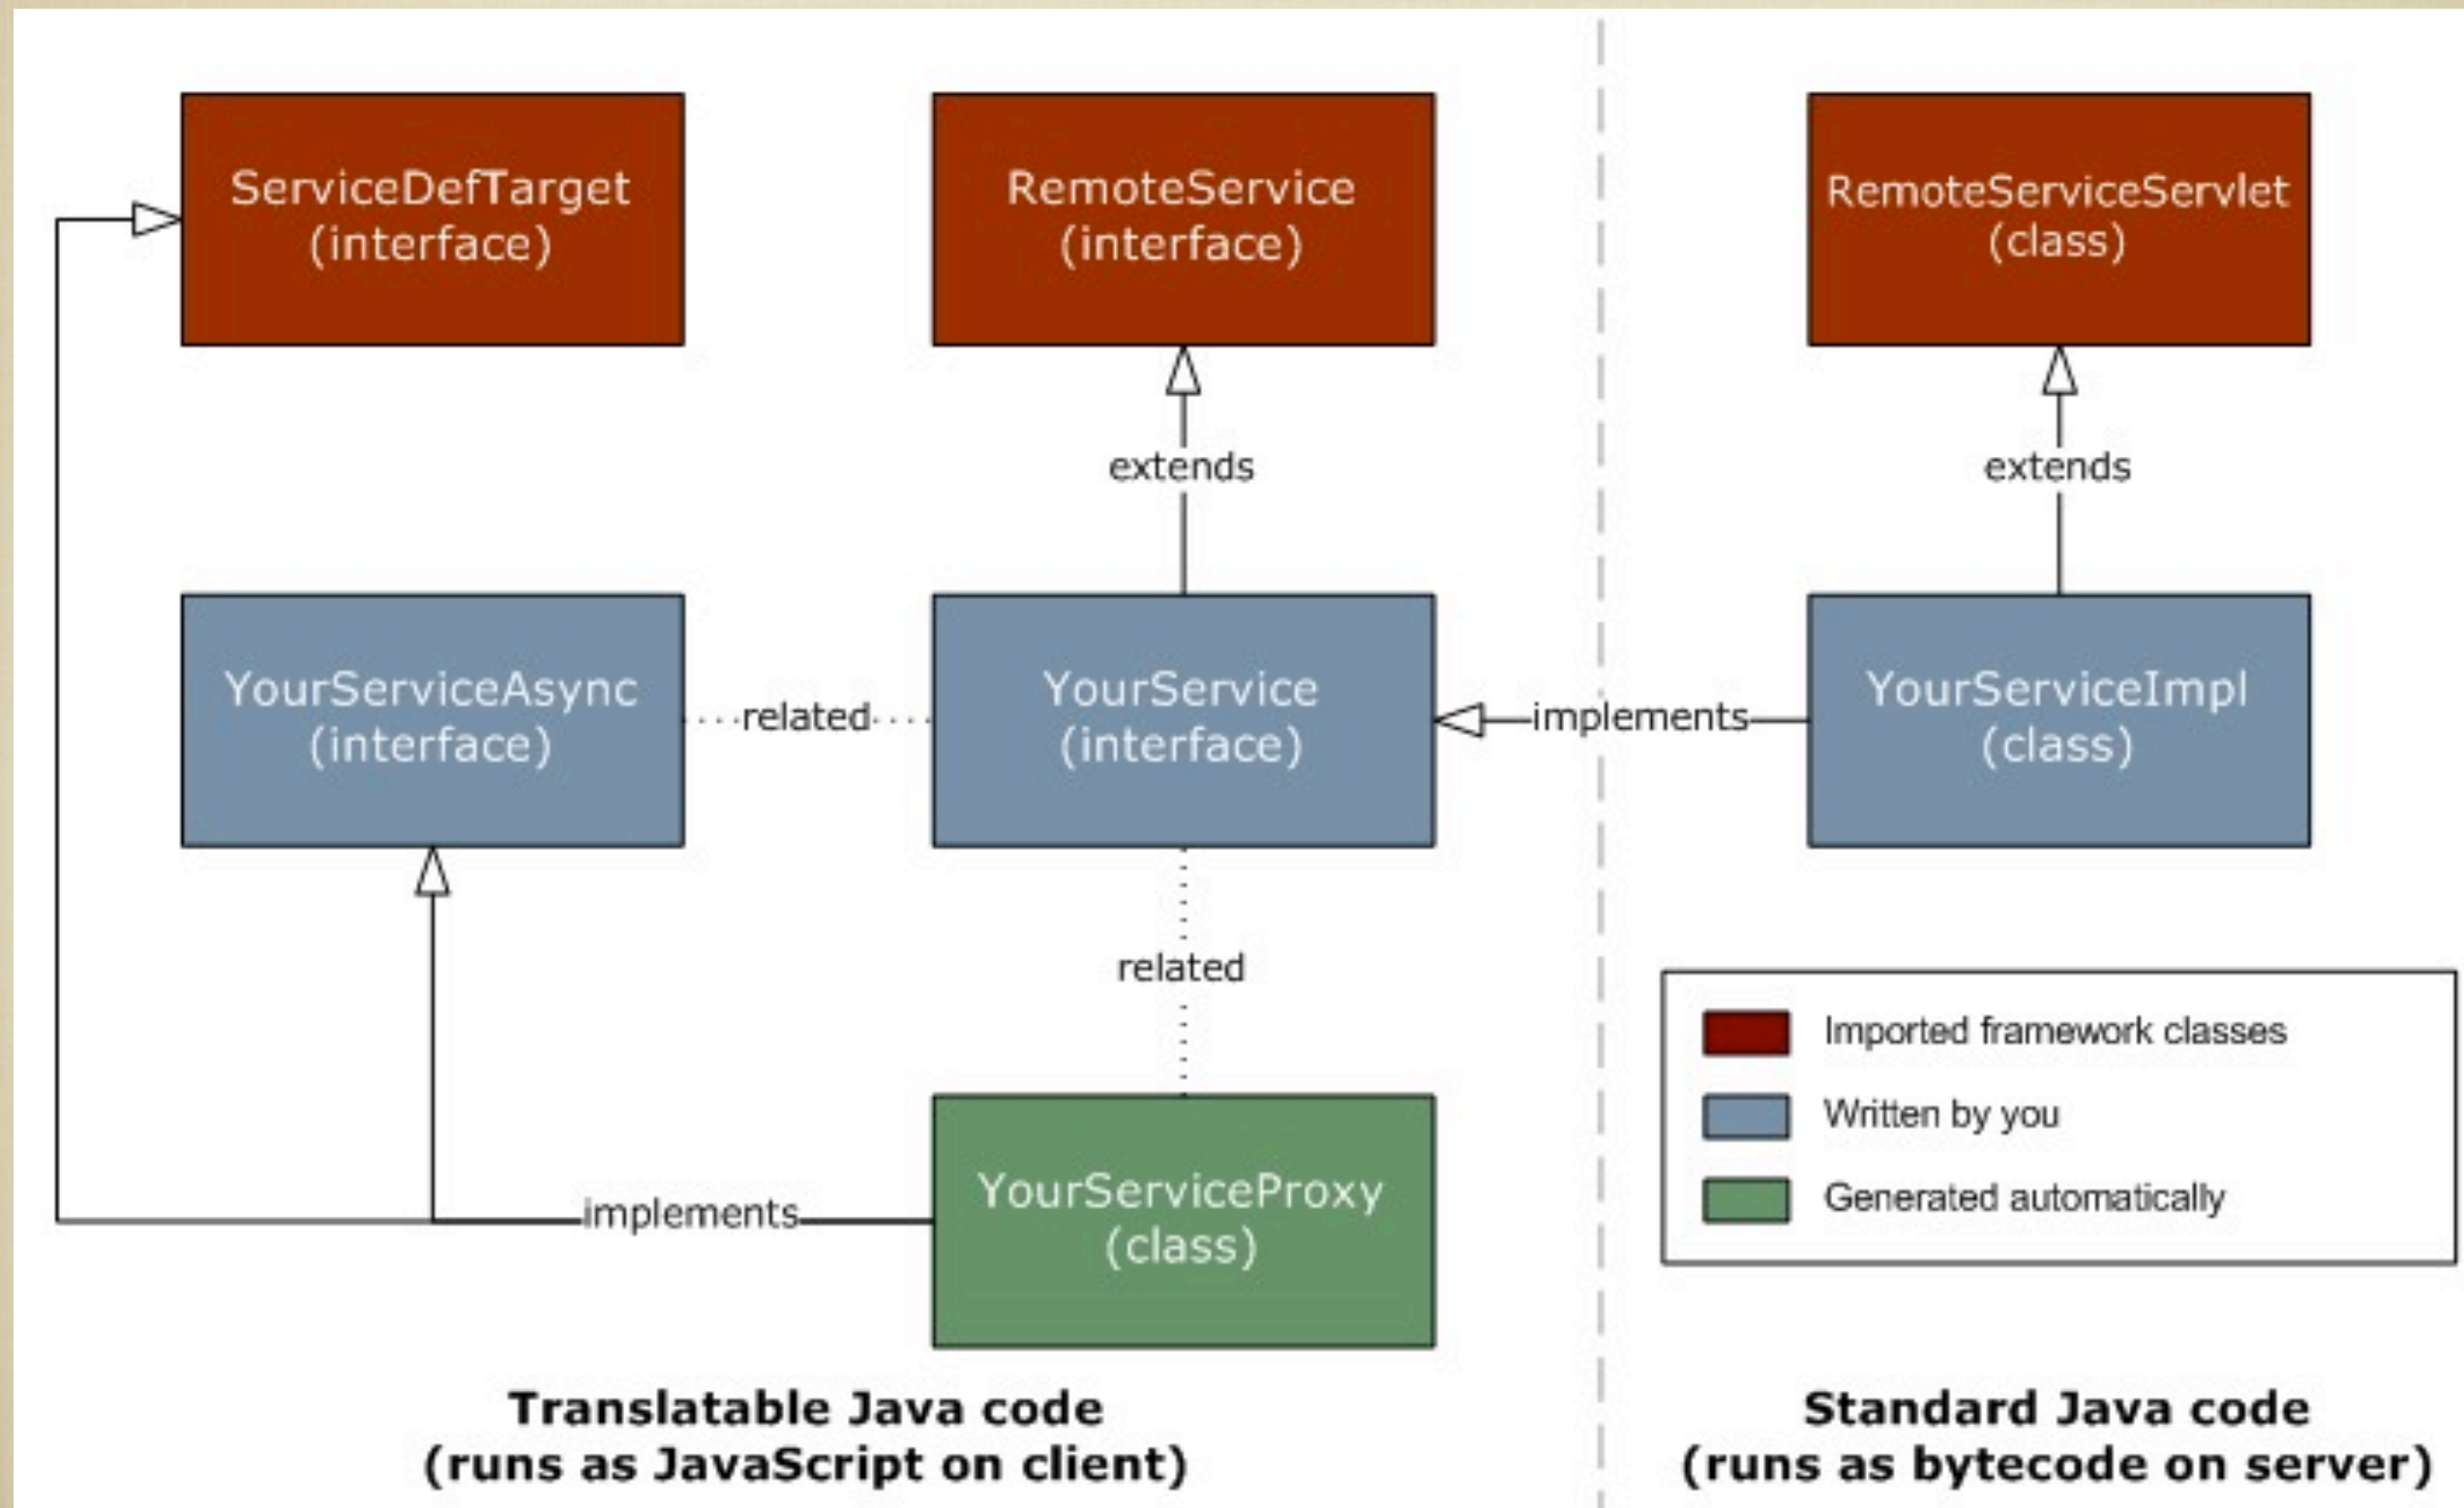 ServiceDefTarget
(interface)
RemoteService
(interface)
RemoteServiceServlet
(class)
extends
extends
YourServiceAsync
(interface)
related
YourService
(interface)
implements
YourServiceImpl
(class)
related
implements
YourServiceProxy
(class)
Imported framework classes
Written by you
Generated automatically
Translatable Java code
(runs as JavaScript on client)
Standard Java code
(runs as bytecode on server)